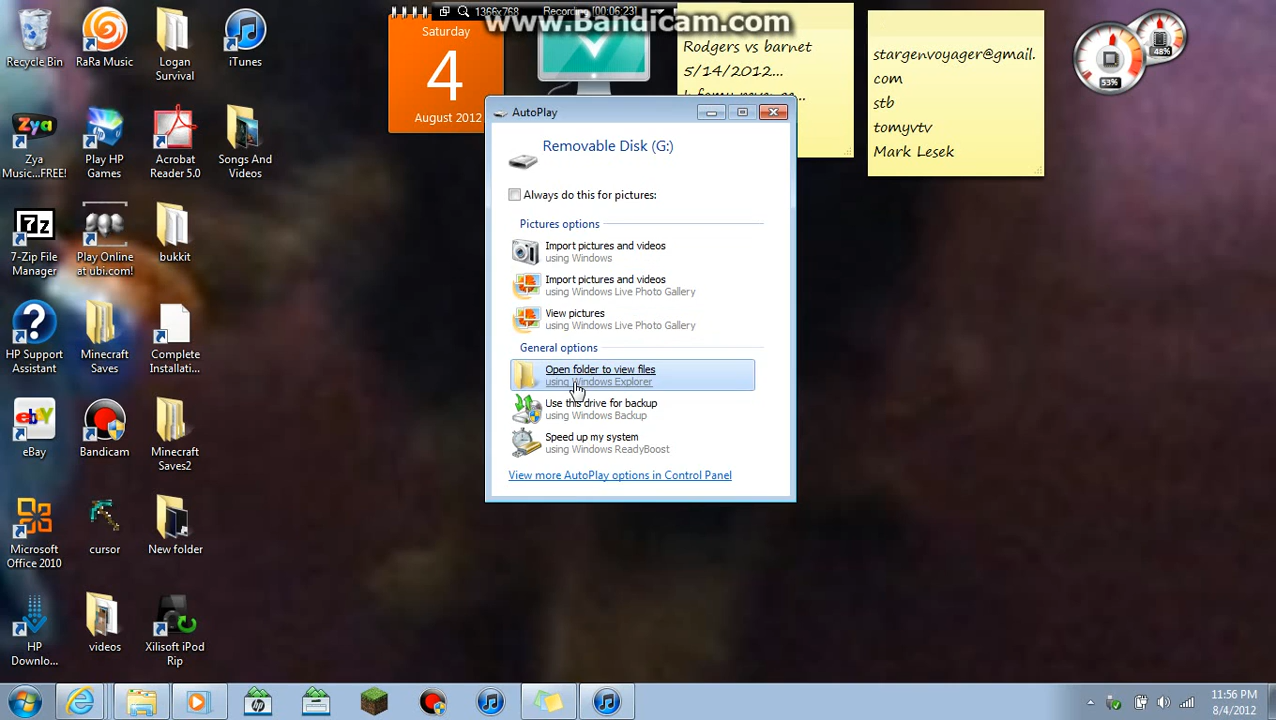 1366x768 Recording [00:06:23]
www.Bandicam.com
Recycle Bin
RaRa Music
Logan
Survival
iTunes
Saturday
4
August 2012
Rodgers vs barnet
5/14/2012...
stargenvoyager@gmail.
com
stb
tomyvtv
Mark Lesek
53%
48%
Zya
Music...FREE!
Play HP
Games
Acrobat
Reader 5.0
Songs And
Videos
7-Zip File
Manager
Play Online
at ubi.com!
bukkit
HP Support
Assistant
Minecraft
Saves
Complete
Installati...
eBay
Bandicam
Minecraft
Saves2
Microsoft
Office 2010
cursor
New folder
HP
Downlo...
videos
Xilisoft iPod
Rip
AutoPlay
Removable Disk (G:)
Always do this for pictures:
Pictures options
Import pictures and videos
using Windows
Import pictures and videos
using Windows Live Photo Gallery
View pictures
using Windows Live Photo Gallery
General options
Open folder to view files
using Windows Explorer
Use this drive for backup
using Windows Backup
Speed up my system
using Windows ReadyBoost
View more AutoPlay options in Control Panel
11:56 PM
8/4/2012